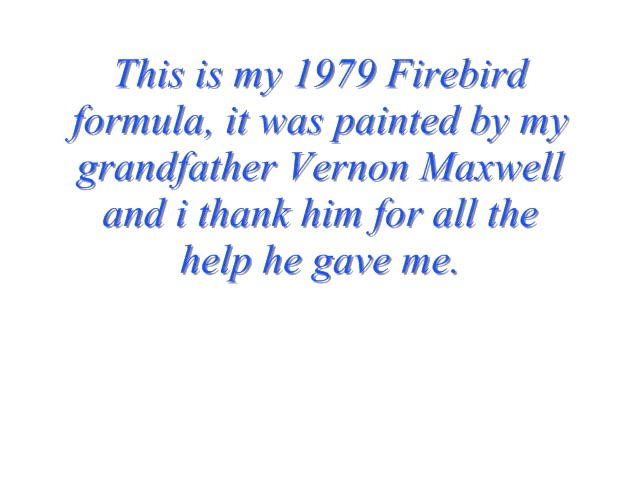 This is my 1979 Firebird
formula, it was painted by my
grandfather Vernon Maxwell
and i thank him for all the
help he gave me.